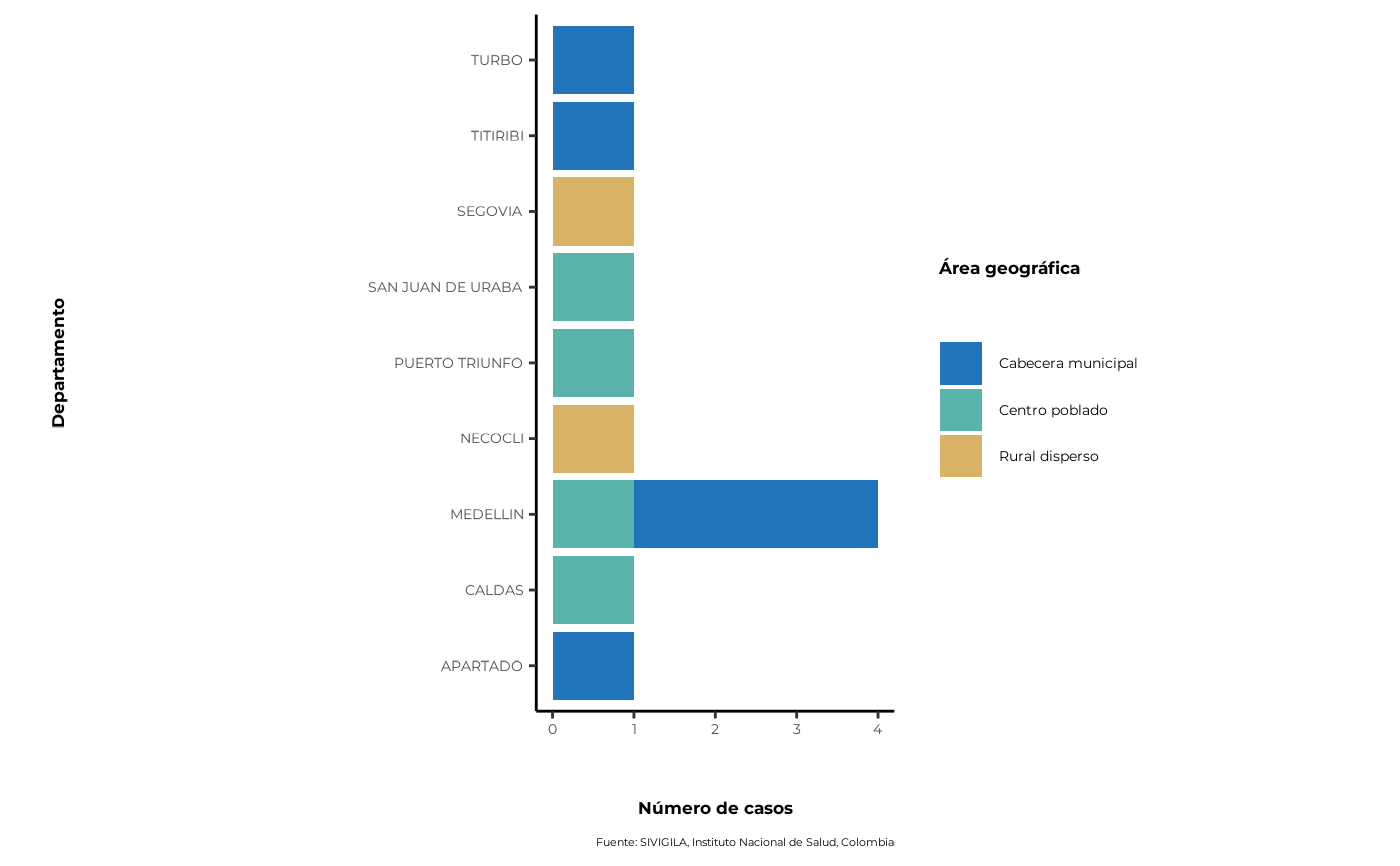 Departamento
TURBO
TITIRIBI
SEGOVIA
SAN JUAN DE URABA
PUERTO TRIUNFO
NECOCLI
MEDELLIN
CALDAS
APARTADO
0 1 2 3 4
Número de casos
Fuente: SIVIGILA, Instituto Nacional de Salud, Colombia
Área geográfica
Cabecera municipal
Centro poblado
Rural disperso